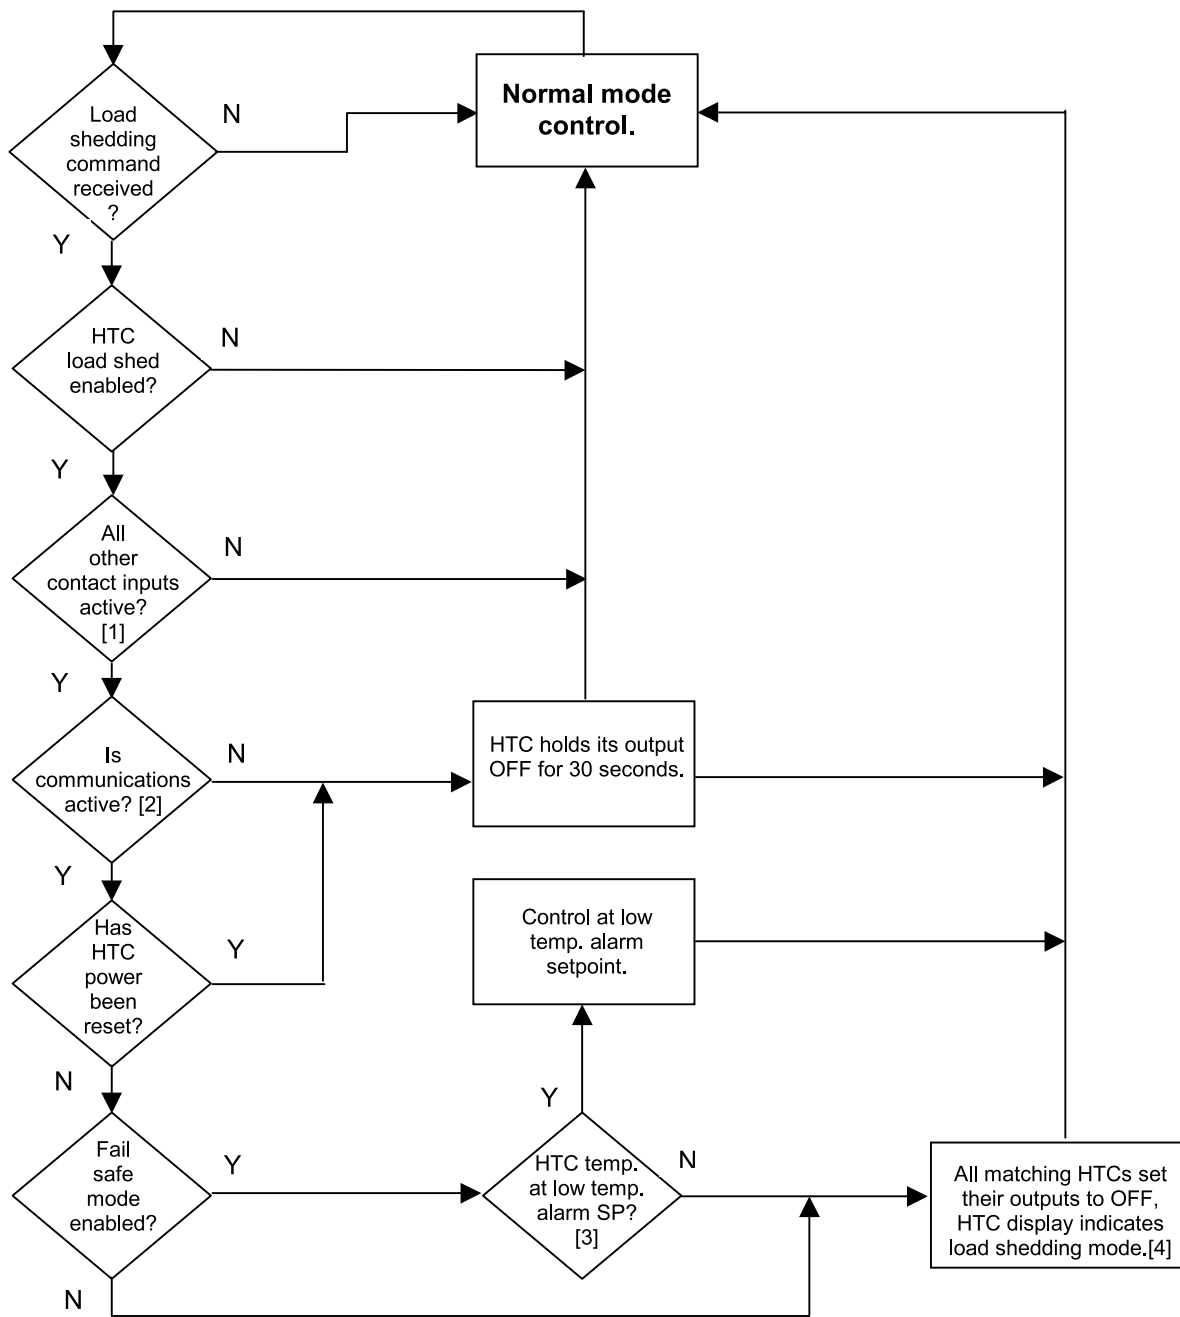 Normal mode
control.
Load
shedding
command
received
?
N
Y
HTC
load shed
enabled?
N
Y
All
other
contact inputs
active?
[1]
N
Y
Is
communications
active? [2]
N
HTC holds its output
OFF for 30 seconds.
Y
Has
HTC
power
been
reset?
Y
Control at low
temp. alarm
setpoint.
N
Y
Fail
safe
mode
enabled?
Y
HTC temp.
at low temp.
alarm SP?
[3]
N
All matching HTCs set
their outputs to OFF,
HTC display indicates
load shedding mode.[4]
N